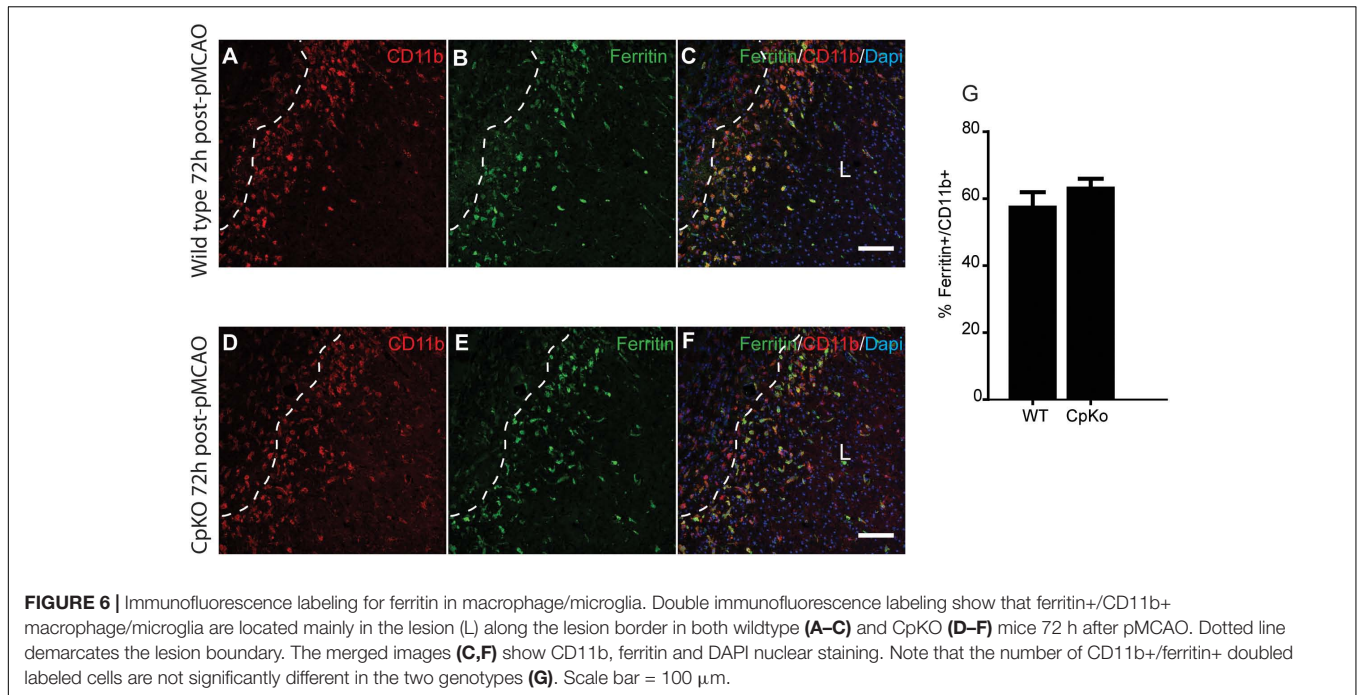 Wild type 72h post-pMCAO
A CD11b
B Ferritin
C Ferritin/CD11b/Dapi
L
CpKO 72h post-pMCAO
D CD11b
E Ferritin
F Ferritin/CD11b/Dapi
L
G
% Ferritin+/CD11b+
80
60
40
20
0
WT CpKo
FIGURE 6 | Immunofluorescence labeling for ferritin in macrophage/microglia. Double immunofluorescence labeling show that ferritin+/CD11b+
macrophage/microglia are located mainly in the lesion (L) along the lesion border in both wildtype (A–C) and CpKO (D–F) mice 72 h after pMCAO. Dotted line
demarcates the lesion boundary. The merged images (C,F) show CD11b, ferritin and DAPI nuclear staining. Note that the number of CD11b+/ferritin+ doubled
labeled cells are not significantly different in the two genotypes (G). Scale bar = 100 μm.